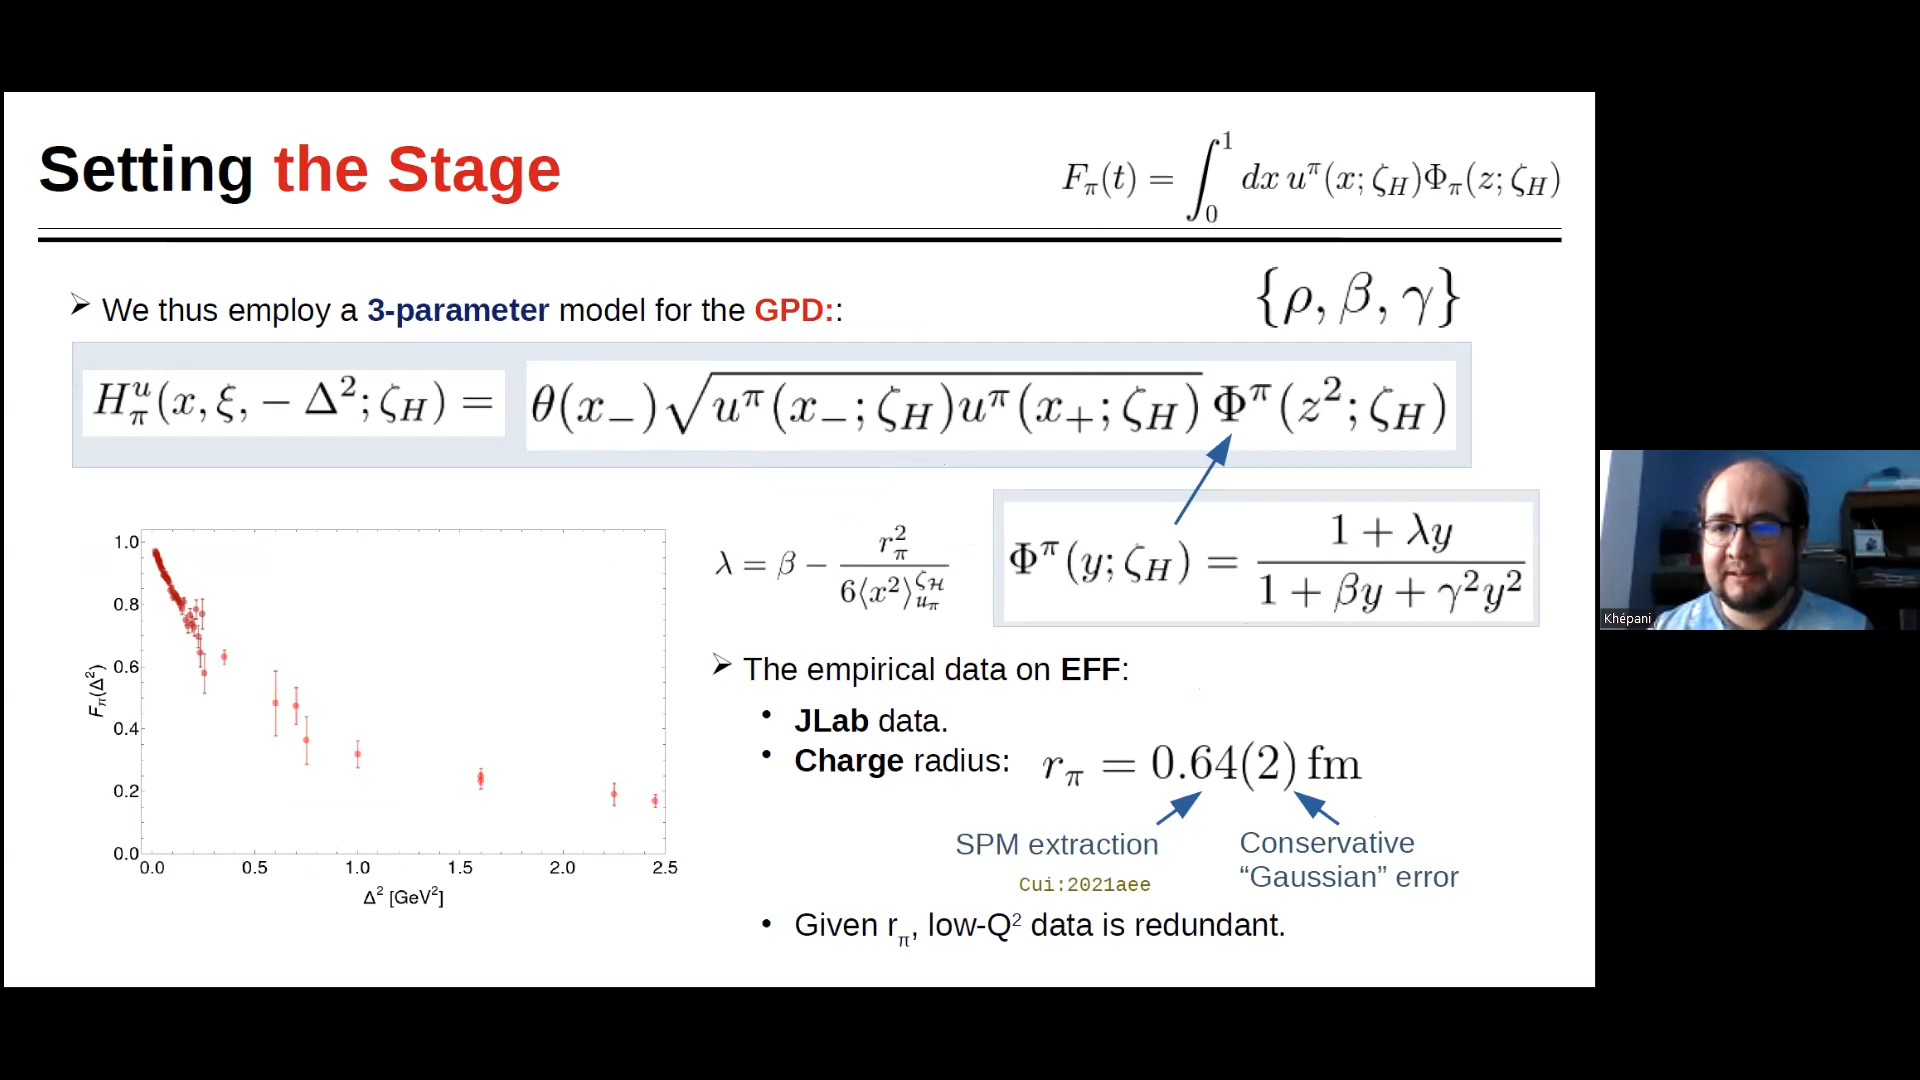 Setting the Stage
F_π(t) = ∫_0^1 dx u^π(x; ζ_H)Φ_π(z; ζ_H)
➢ We thus employ a 3-parameter model for the GPD::
{ρ, β, γ}
H_π^u(x, ξ, − Δ²; ζ_H) = θ(x_−)√(u^π(x_−; ζ_H)u^π(x_+; ζ_H)) Φ^π(z²; ζ_H)
λ = β − r_π² / 6⟨x²⟩_{u_π}^{ζ_H}
Φ^π(y; ζ_H) = (1 + λy) / (1 + βy + γ²y²)
1.0
0.8
0.6
0.4
0.2
0.0
F_π(Δ²)
0.0 0.5 1.0 1.5 2.0 2.5
Δ² [GeV²]
➢ The empirical data on EFF:
• JLab data.
• Charge radius: r_π = 0.64(2) fm
SPM extraction
Cui:2021aee
Conservative
“Gaussian” error
• Given r_π, low-Q² data is redundant.
Khépani